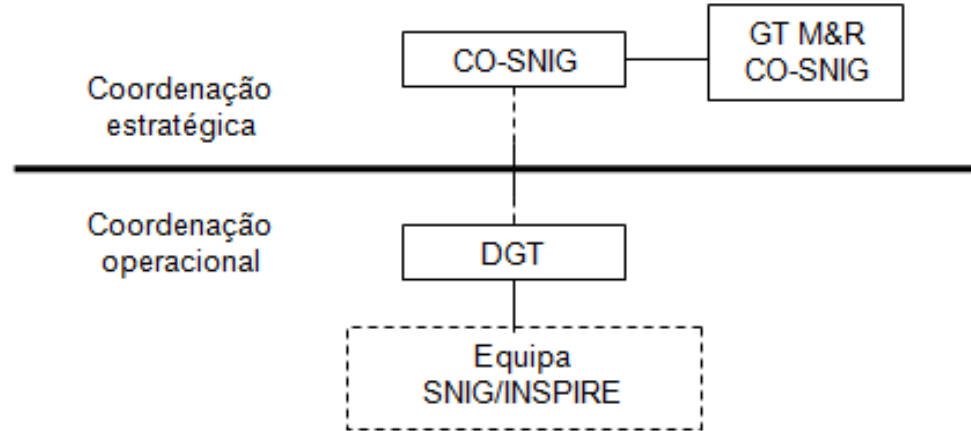 GT M&R
CO-SNIG
CO-SNIG
Coordenação
estratégica
Coordenação
operacional
DGT
Equipa
SNIG/INSPIRE